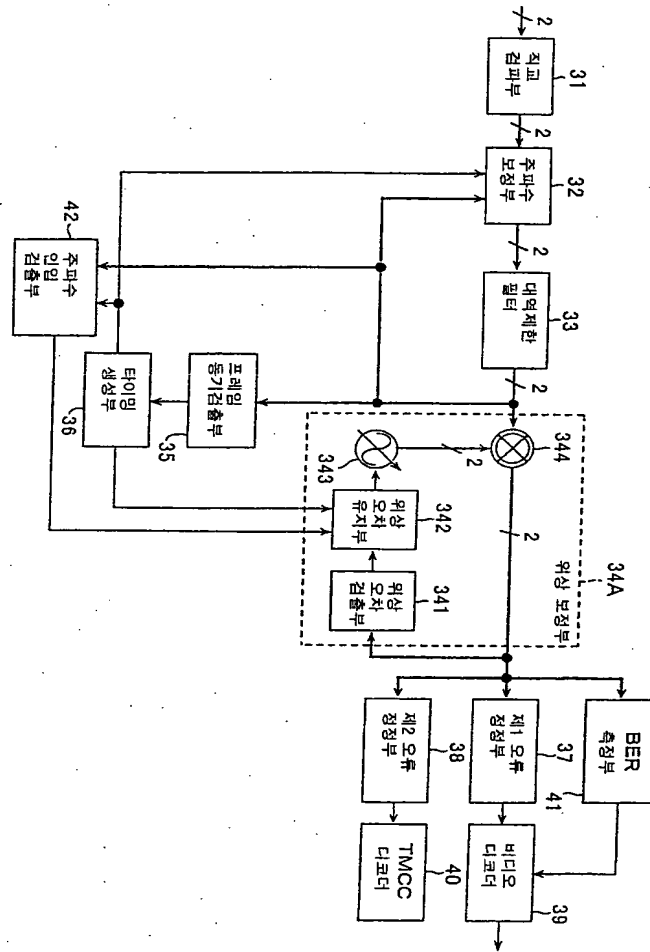 2
직교
검파부
31
2
주파수
보정부
32
2
대역제한
필터
33
2
344
2
343
2
위상
오차
유지부
342
위상
오차
검출부
341
위상 보정부
34A
프레임
동기검출부
35
타이밍
생성부
36
주파수
인입
검출부
42
BER
측정부
41
제1 오류
정정부
37
제2 오류
정정부
38
비디오
디코더
39
TMCC
디코더
40